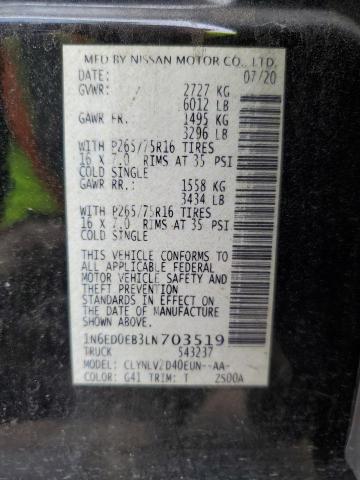 MFD BY NISSAN MOTOR CO., LTD.
DATE: 07/20
GVWR: 2727 KG
6012 LB
GAWR FR. 1495 KG
3296 LB
WITH P265/75R16 TIRES
16 X 7.0 RIMS AT 35 PSI
COLD SINGLE
GAWR RR.: 1558 KG
3434 LB
WITH P265/75R16 TIRES
16 X 7.0 RIMS AT 35 PSI
COLD SINGLE
THIS VEHICLE CONFORMS TO
ALL APPLICABLE FEDERAL
MOTOR VEHICLE SAFETY AND
THEFT PREVENTION
STANDARDS IN EFFECT ON
THE DATE OF MANUFACTURE
SHOWN ABOVE.
1N6ED0EB3LN703519
TRUCK 543237
MODEL: CLYNLVZD40EUN--AA-
COLOR: G41 TRIM: T 2S00A